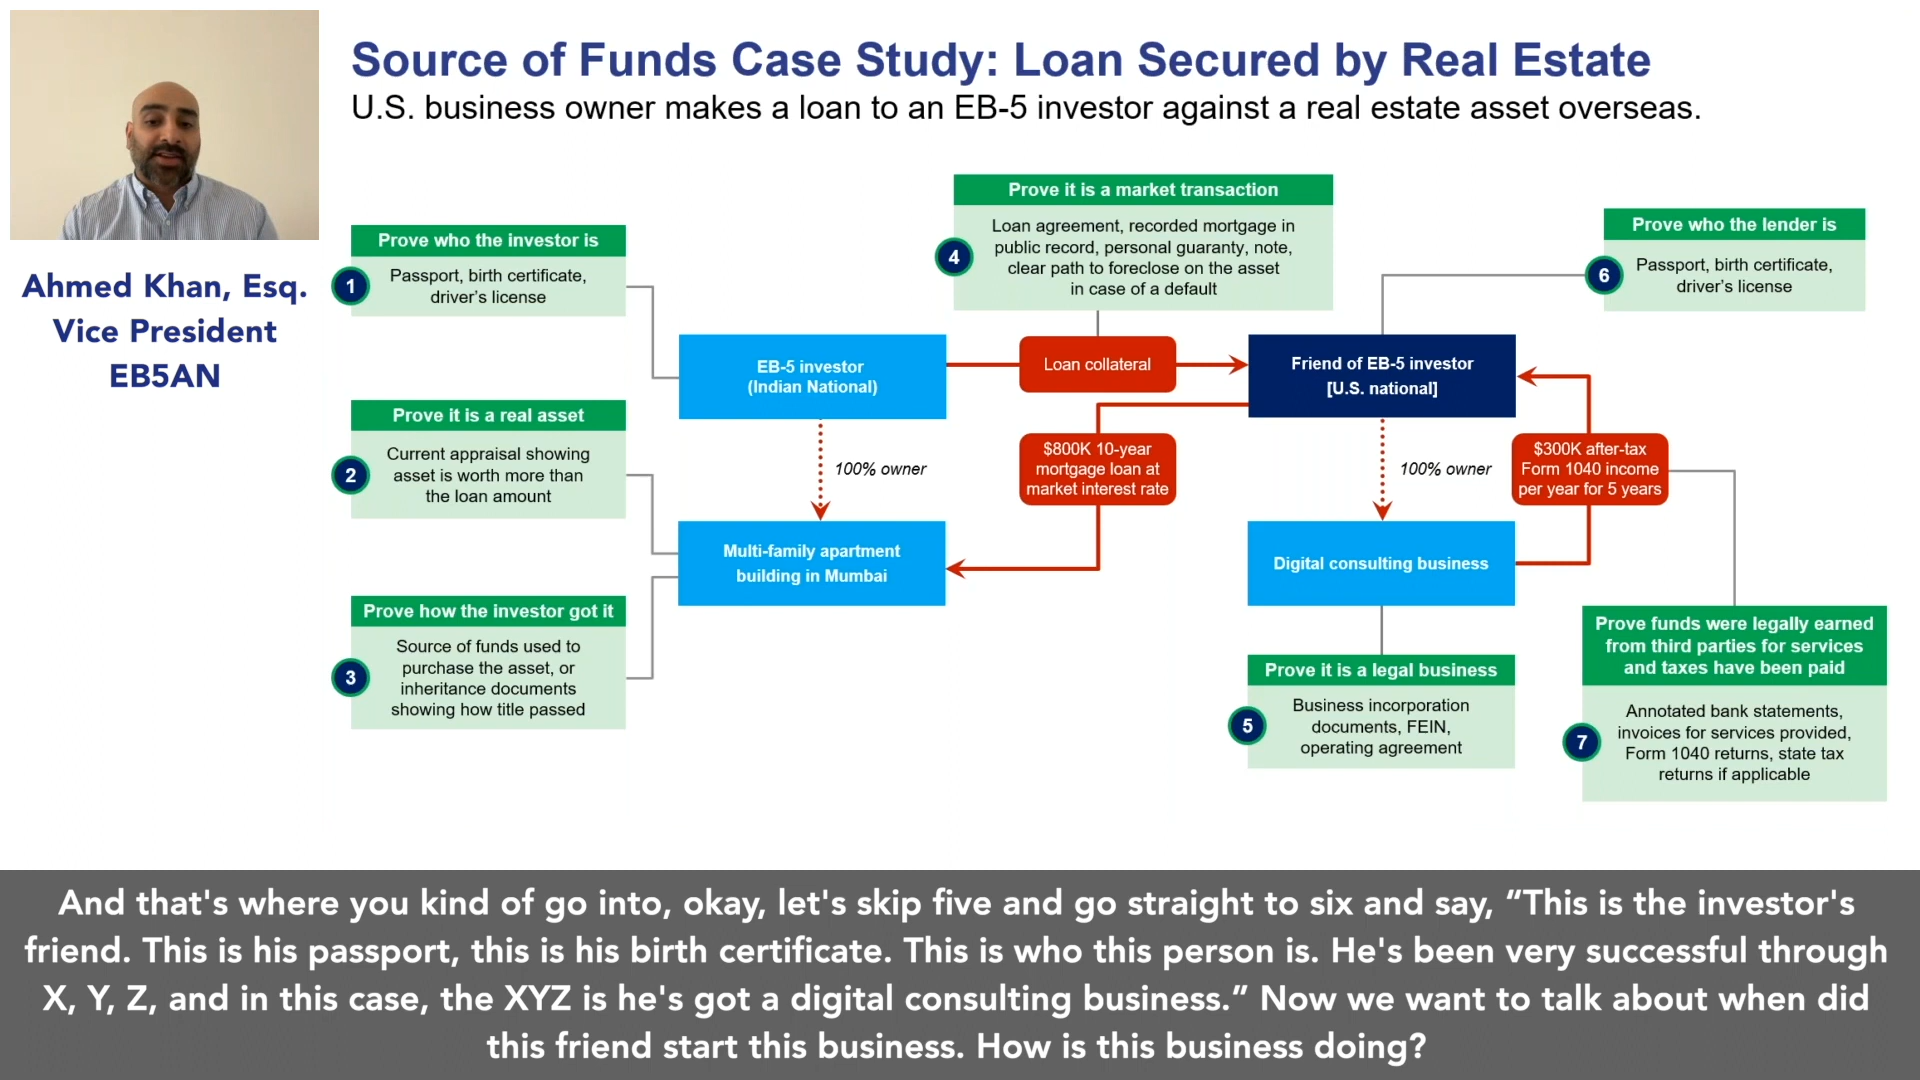 Source of Funds Case Study: Loan Secured by Real Estate
U.S. business owner makes a loan to an EB-5 investor against a real estate asset overseas.
Ahmed Khan, Esq.
Vice President
EB5AN
Prove who the investor is
1
Passport, birth certificate,
driver's license
Prove it is a real asset
2
Current appraisal showing
asset is worth more than
the loan amount
Prove how the investor got it
3
Source of funds used to
purchase the asset, or
inheritance documents
showing how title passed
EB-5 investor
(Indian National)
100% owner
Multi-family apartment
building in Mumbai
Prove it is a market transaction
4
Loan agreement, recorded mortgage in
public record, personal guaranty, note,
clear path to foreclose on the asset
in case of a default
Loan collateral
$800K 10-year
mortgage loan at
market interest rate
Friend of EB-5 investor
[U.S. national]
100% owner
Digital consulting business
Prove it is a legal business
5
Business incorporation
documents, FEIN,
operating agreement
Prove who the lender is
6
Passport, birth certificate,
driver's license
$300K after-tax
Form 1040 income
per year for 5 years
Prove funds were legally earned
from third parties for services
and taxes have been paid
7
Annotated bank statements,
invoices for services provided,
Form 1040 returns, state tax
returns if applicable
And that's where you kind of go into, okay, let's skip five and go straight to six and say, “This is the investor's
friend. This is his passport, this is his birth certificate. This is who this person is. He's been very successful through
X, Y, Z, and in this case, the XYZ is he's got a digital consulting business.” Now we want to talk about when did
this friend start this business. How is this business doing?